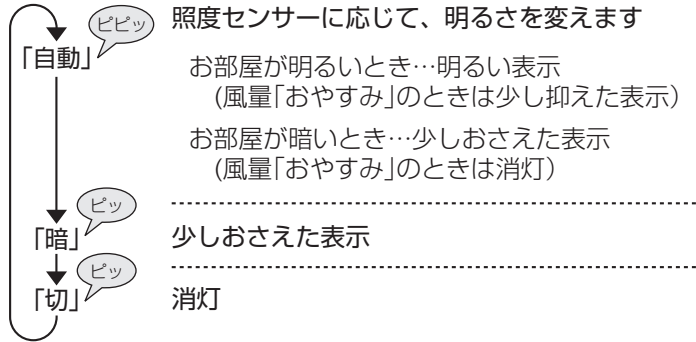 ピピッ
照度センサーに応じて、明るさを変えます
「自動」
お部屋が明るいとき…明るい表示
(風量「おやすみ」のときは少し抑えた表示)
お部屋が暗いとき…少しおさえた表示
(風量「おやすみ」のときは消灯)
ピッ
「暗」
少しおさえた表示
ピッ
「切」
消灯